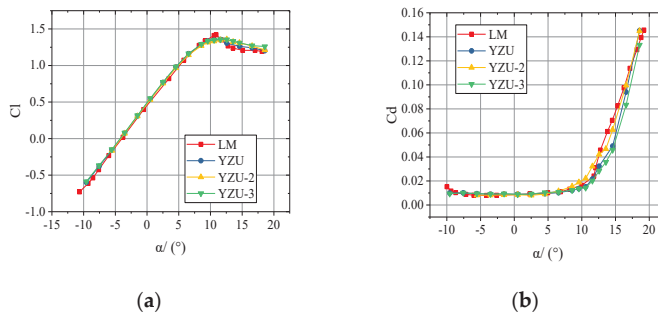 1.5
1.0
0.5
0.0
-0.5
-1.0
Cl
-15 -10 -5 0 5 10 15 20 25
α/ (°)
LM
YZU
YZU-2
YZU-3
(a)
0.16
0.14
0.12
0.10
0.08
0.06
0.04
0.02
0.00
Cd
-10 -5 0 5 10 15 20
α/ (°)
LM
YZU
YZU-2
YZU-3
(b)